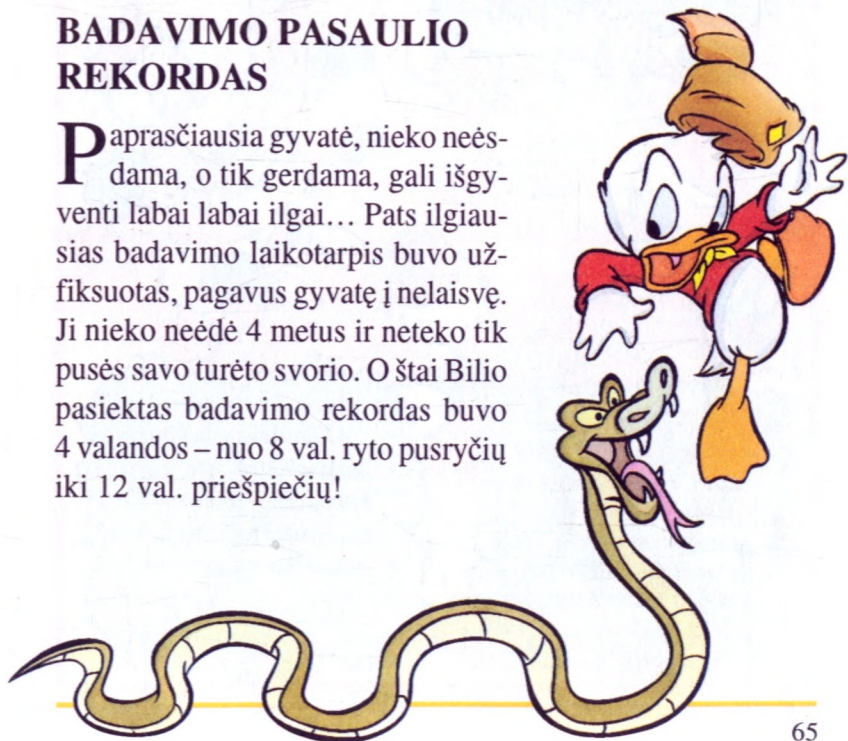 BADAVIMO PASAULIO
REKORDAS
Paprasčiausia gyvatė, nieko neės-
dama, o tik gerdama, gali išgy-
venti labai labai ilgai... Pats ilgiau-
sias badavimo laikotarpis buvo už-
fiksuotas, pagavus gyvatę į nelaisvę.
Ji nieko neėdė 4 metus ir neteko tik
pusės savo turėto svorio. O štai Bilio
pasiektas badavimo rekordas buvo
4 valandos – nuo 8 val. ryto pusryčių
iki 12 val. priešpiečių!
65